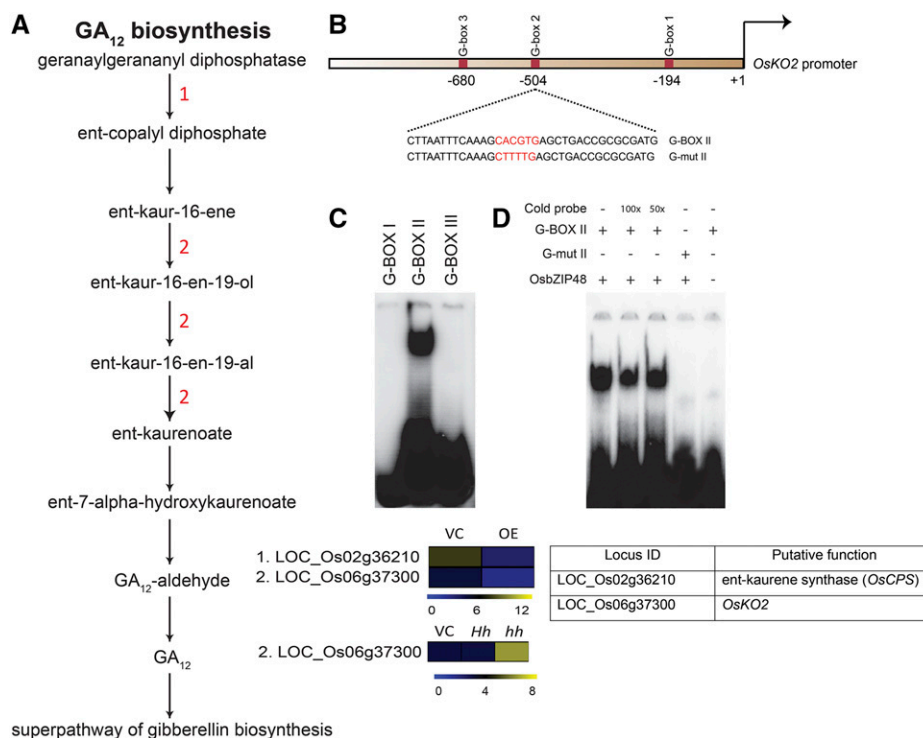 A
GA12 biosynthesis
geranaylgerananyl diphosphatase
1
ent-copalyl diphosphate
ent-kaur-16-ene
2
ent-kaur-16-en-19-ol
2
ent-kaur-16-en-19-al
2
ent-kaurenoate
ent-7-alpha-hydroxykaurenoate
GA12-aldehyde
GA12
superpathway of gibberellin biosynthesis
B
G-box 3
G-box 2
G-box 1
OsKO2 promoter
-680
-504
-194
+1
CTTAATTTCAAAGCACGTGAGCTGACCGCGCGATG G-BOX II
CTTAATTTCAAAGCTTTTGAGCTGACCGCGCGATG G-mut II
C
G-BOX I
G-BOX II
G-BOX III
D
Cold probe - 100x 50x - -
G-BOX II + + + - +
G-mut II - - - + -
OsbZIP48 + + + + -
VC OE
1. LOC_Os02g36210
2. LOC_Os06g37300
0 6 12
VC Hh hh
2. LOC_Os06g37300
0 4 8
Locus ID Putative function
LOC_Os02g36210 ent-kaurene synthase (OsCPS)
LOC_Os06g37300 OsKO2